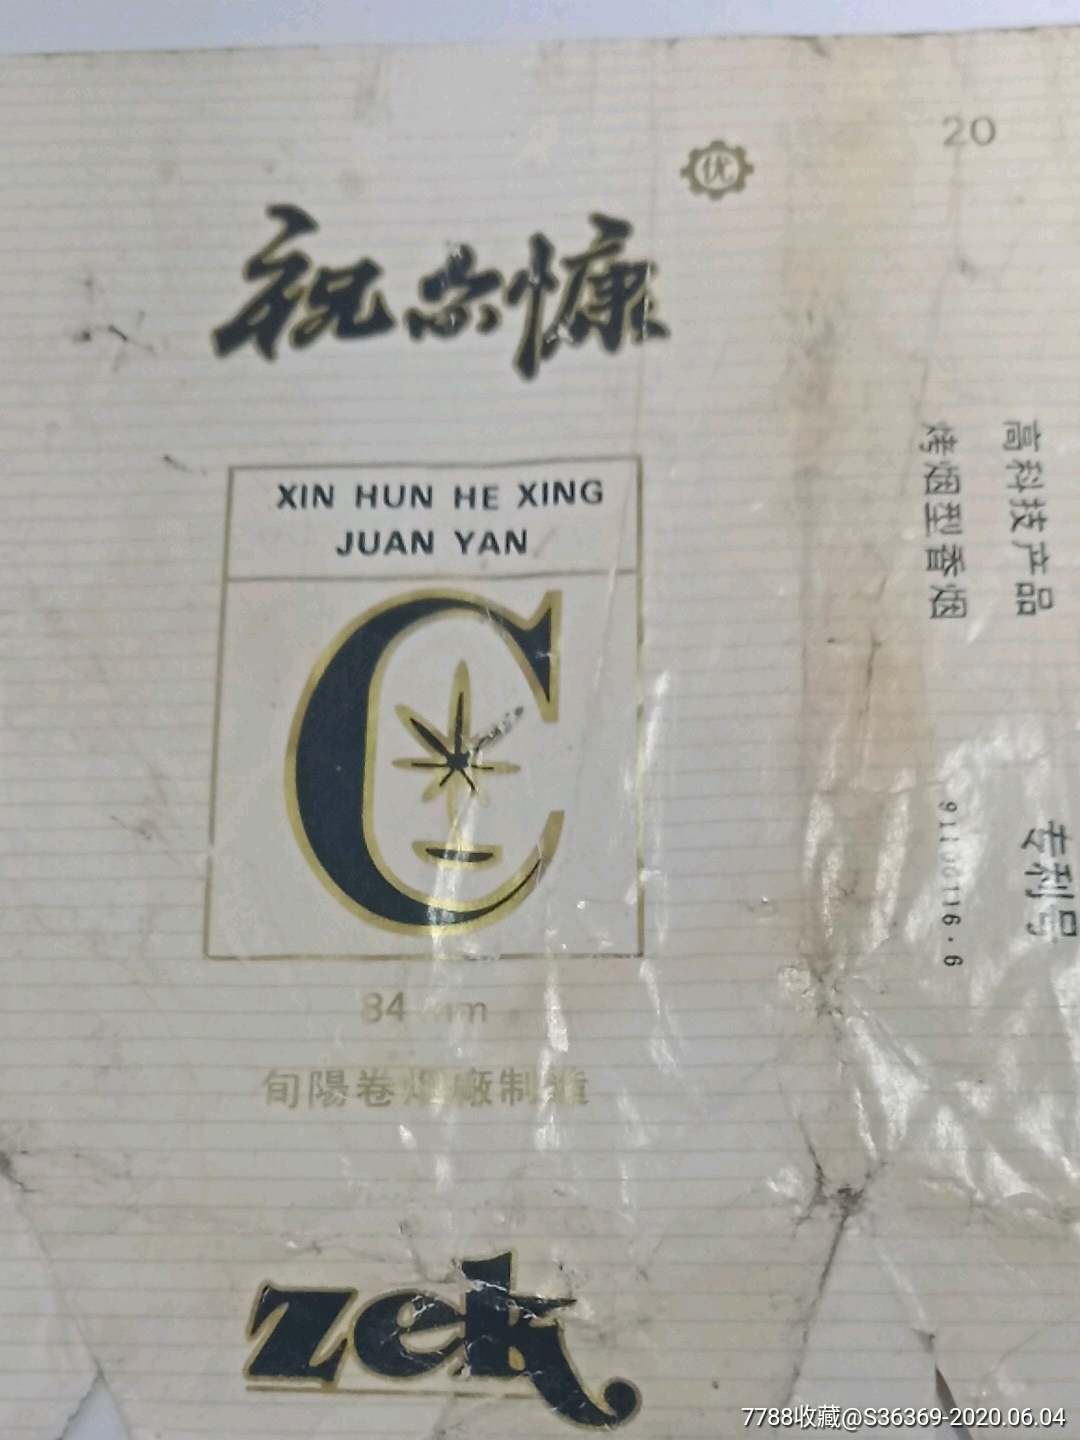 20
优
祝尔慷
XIN HUN HE XING
JUAN YAN
C
84 mm
旬陽卷烟廠制造
zek
高科技产品
烤烟型香烟
专利号
91100116.6
7788收藏@S36369-2020.06.04